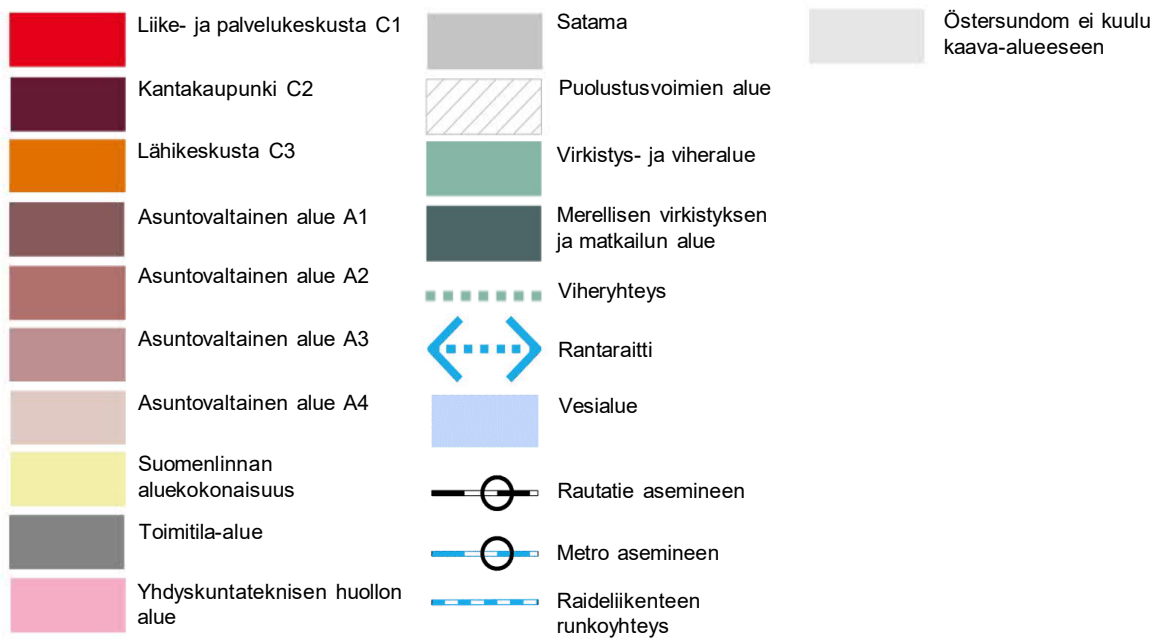 Liike- ja palvelukeskusta C1
Kantakaupunki C2
Lähikeskusta C3
Asuntovaltainen alue A1
Asuntovaltainen alue A2
Asuntovaltainen alue A3
Asuntovaltainen alue A4
Suomenlinnan
aluekokonaisuus
Toimitila-alue
Yhdyskuntateknisen huollon
alue
Satama
Puolustusvoimien alue
Virkistys- ja viheralue
Merellisen virkistyksen
ja matkailun alue
Viheryhteys
Rantaraitti
Vesialue
Rautatie asemineen
Metro asemineen
Raideliikenteen
runkoyhteys
Östersundom ei kuulu
kaava-alueeseen